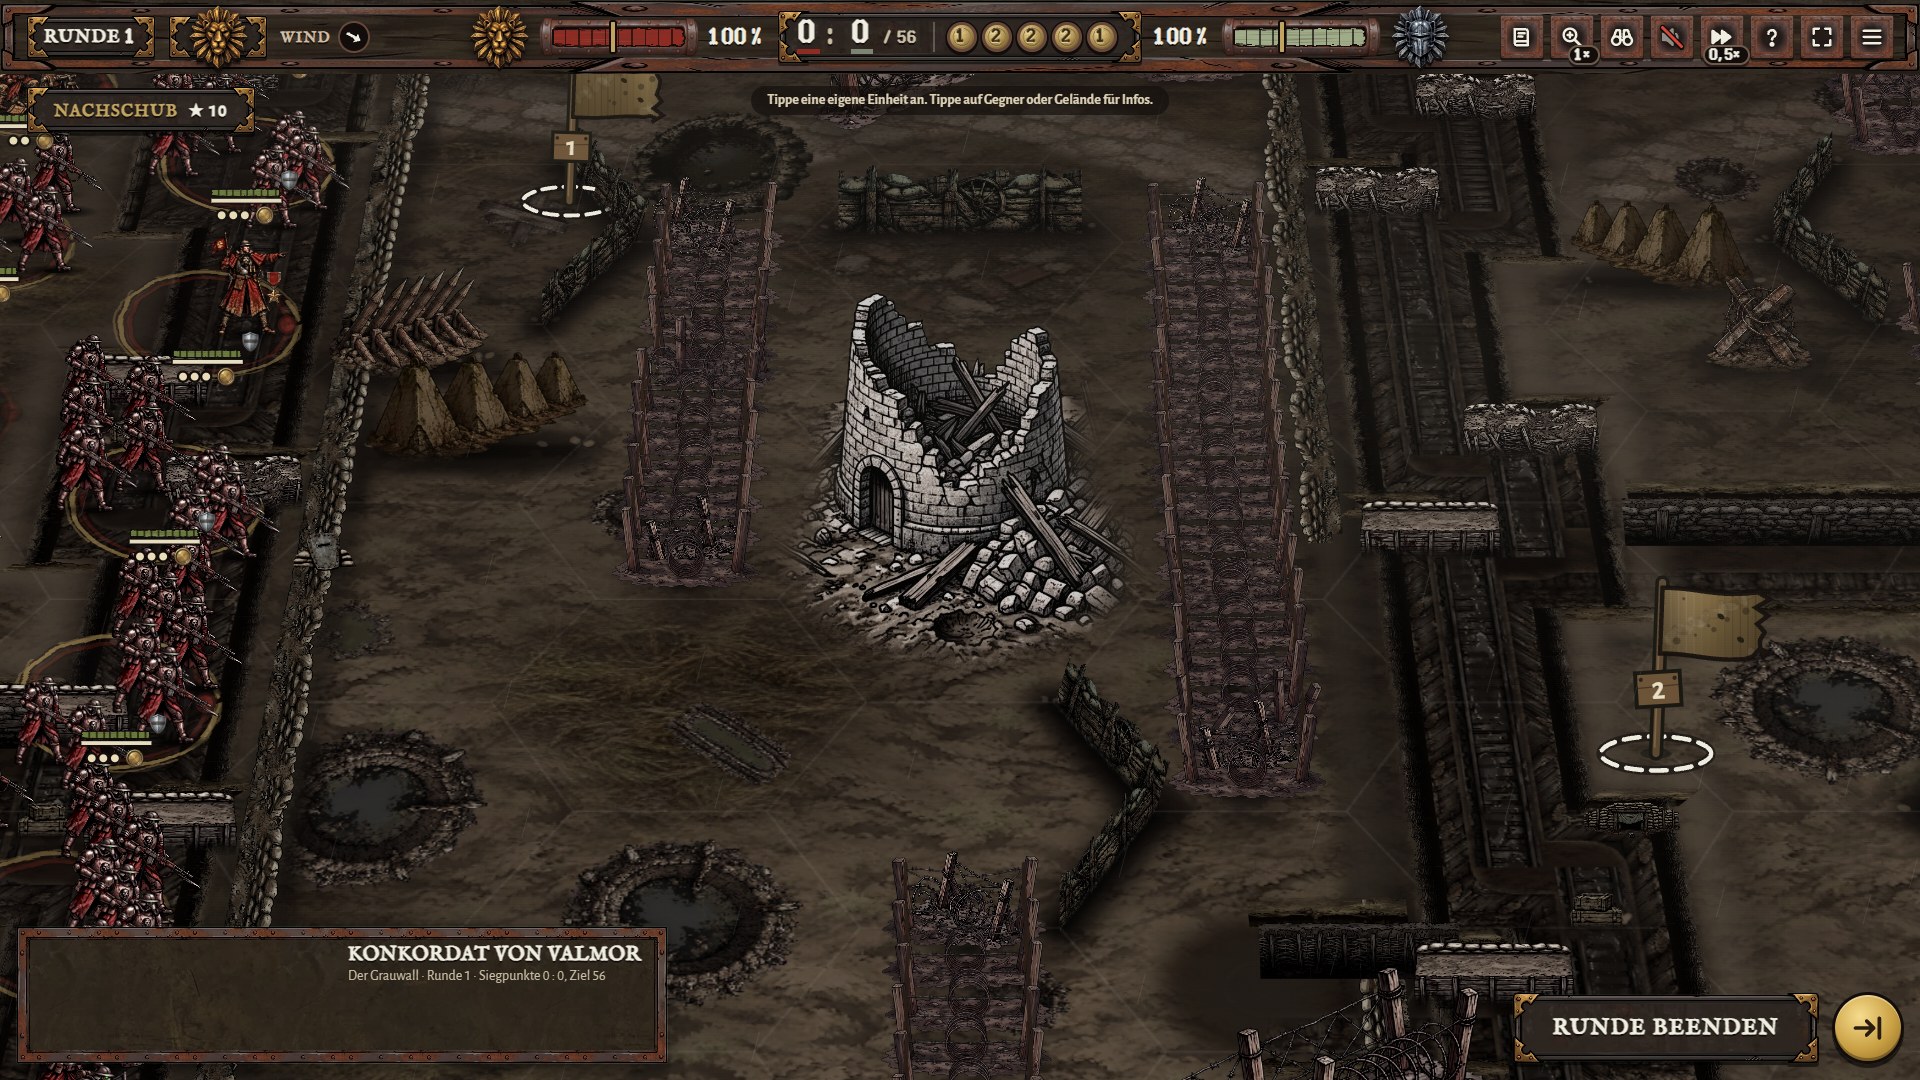 RUNDE 1
WIND
100%
0 : 0 / 56
1 2 2 2 1
100%
1×
0,5×
?
NACHSCHUB ★ 10
Tippe eine eigene Einheit an. Tippe auf Gegner oder Gelände für Infos.
1
2
KONKORDAT VON VALMOR
Der Grauwall · Runde 1 · Siegpunkte 0 : 0, Ziel 56
RUNDE BEENDEN